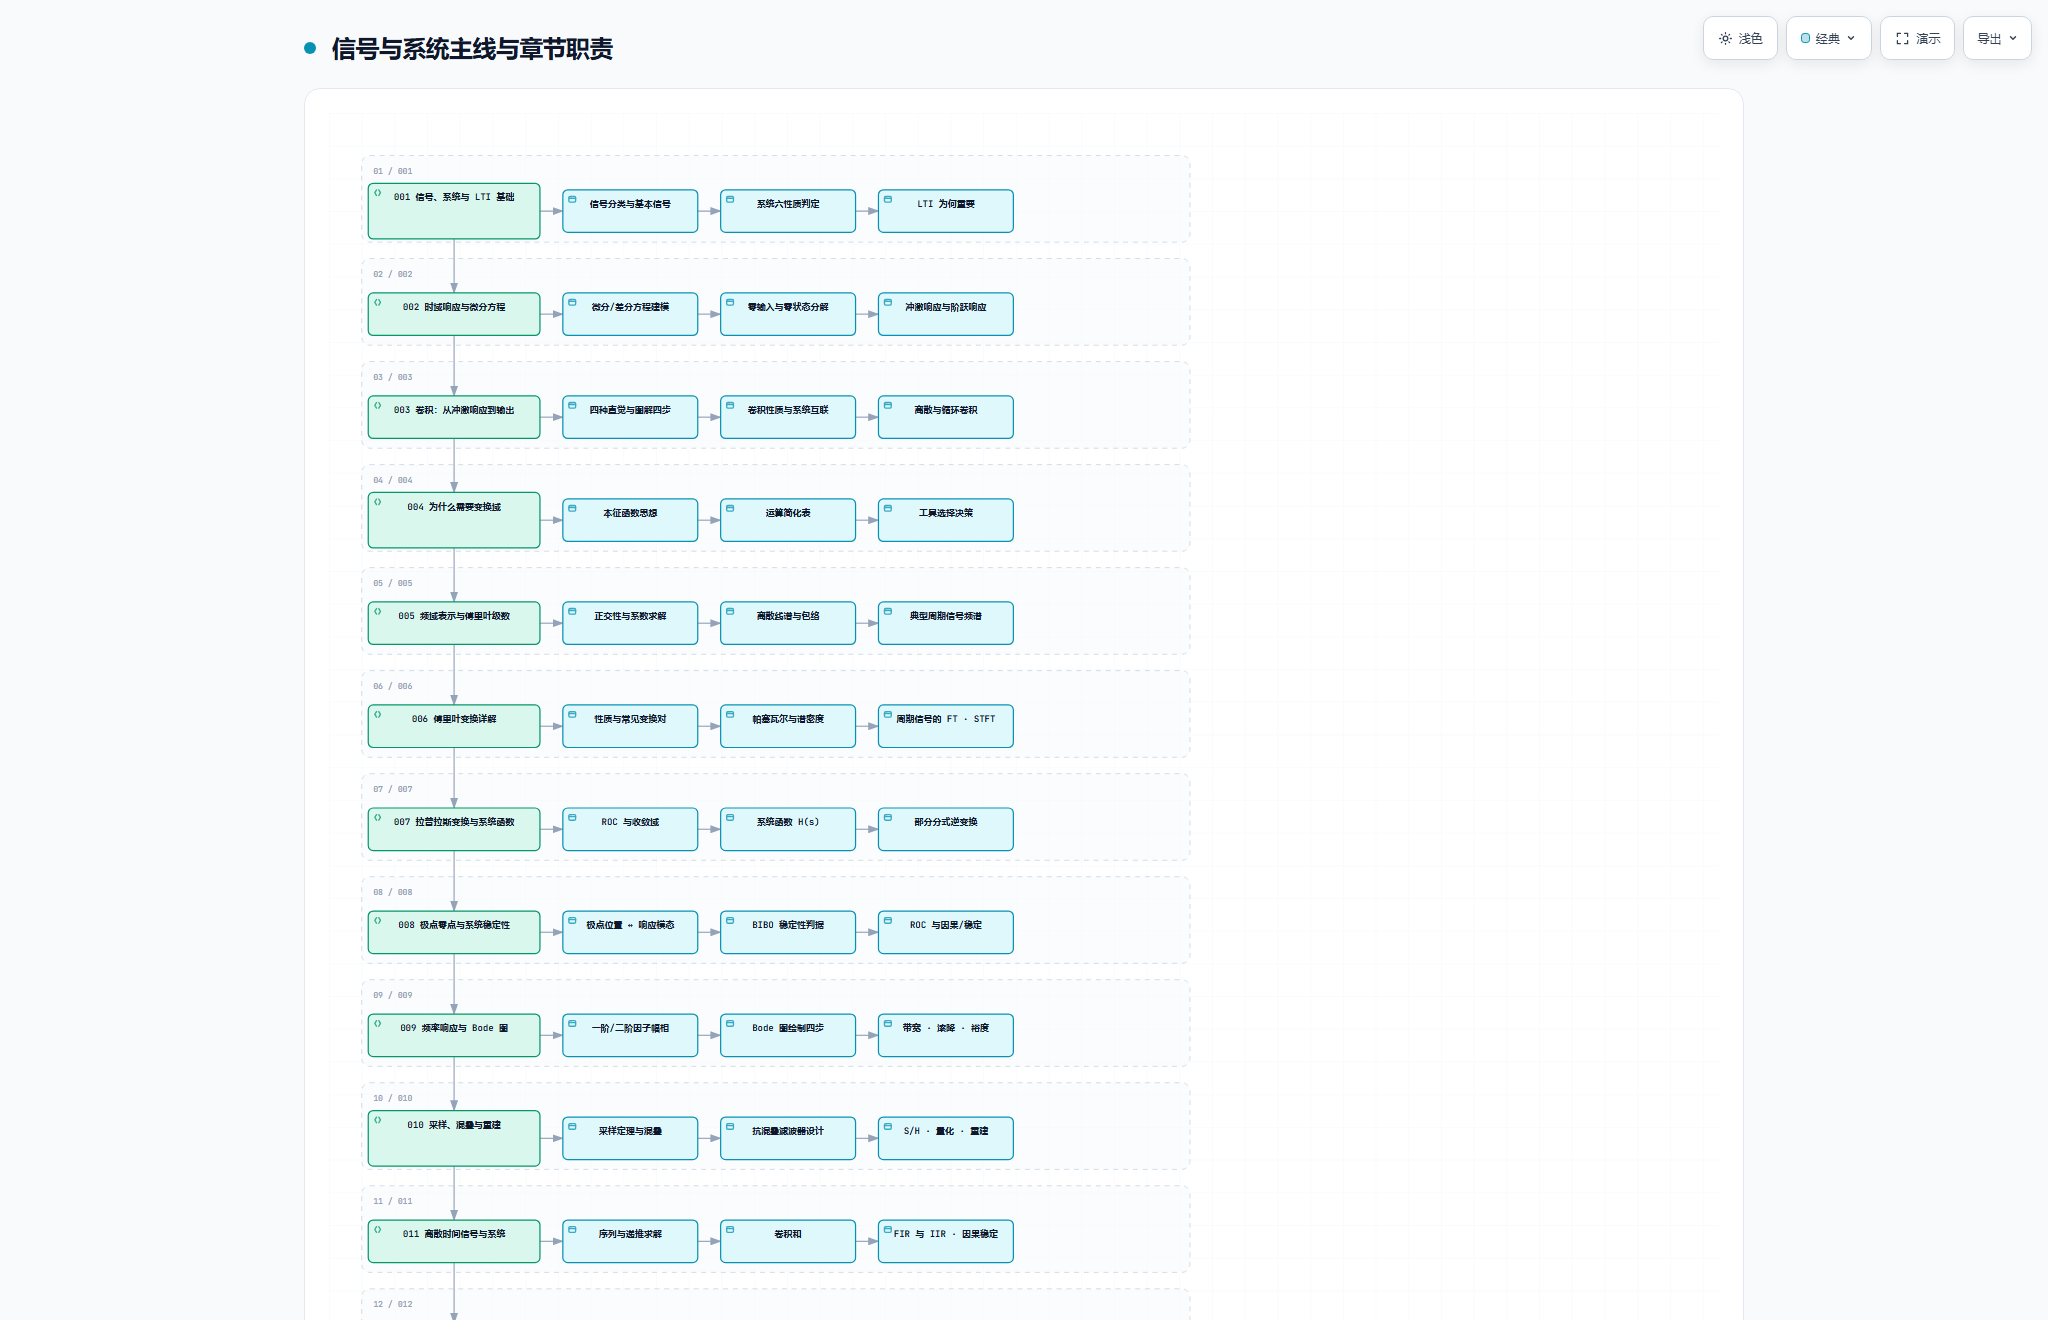 信号与系统主线与章节职责
浅色
经典
演示
导出
01 / 001
001 信号、系统与 LTI 基础
信号分类与基本信号
系统六性质判定
LTI 为何重要
02 / 002
002 时域响应与微分方程
微分/差分方程建模
零输入与零状态分解
冲激响应与阶跃响应
03 / 003
003 卷积：从冲激响应到输出
四种直觉与图解四步
卷积性质与系统互联
离散与循环卷积
04 / 004
004 为什么需要变换域
本征函数思想
运算简化表
工具选择决策
05 / 005
005 频域表示与傅里叶级数
正交性与系数求解
离散线谱与包络
典型周期信号频谱
06 / 006
006 傅里叶变换详解
性质与常见变换对
帕塞瓦尔与谱密度
周期信号的 FT · STFT
07 / 007
007 拉普拉斯变换与系统函数
ROC 与收敛域
系统函数 H(s)
部分分式逆变换
08 / 008
008 极点零点与系统稳定性
极点位置 ↔ 响应模态
BIBO 稳定性判据
ROC 与因果/稳定
09 / 009
009 频率响应与 Bode 图
一阶/二阶因子幅相
Bode 图绘制四步
带宽 · 滚降 · 裕度
10 / 010
010 采样、混叠与重建
采样定理与混叠
抗混叠滤波器设计
S/H · 量化 · 重建
11 / 011
011 离散时间信号与系统
序列与递推求解
卷积和
FIR 与 IIR · 因果稳定
12 / 012